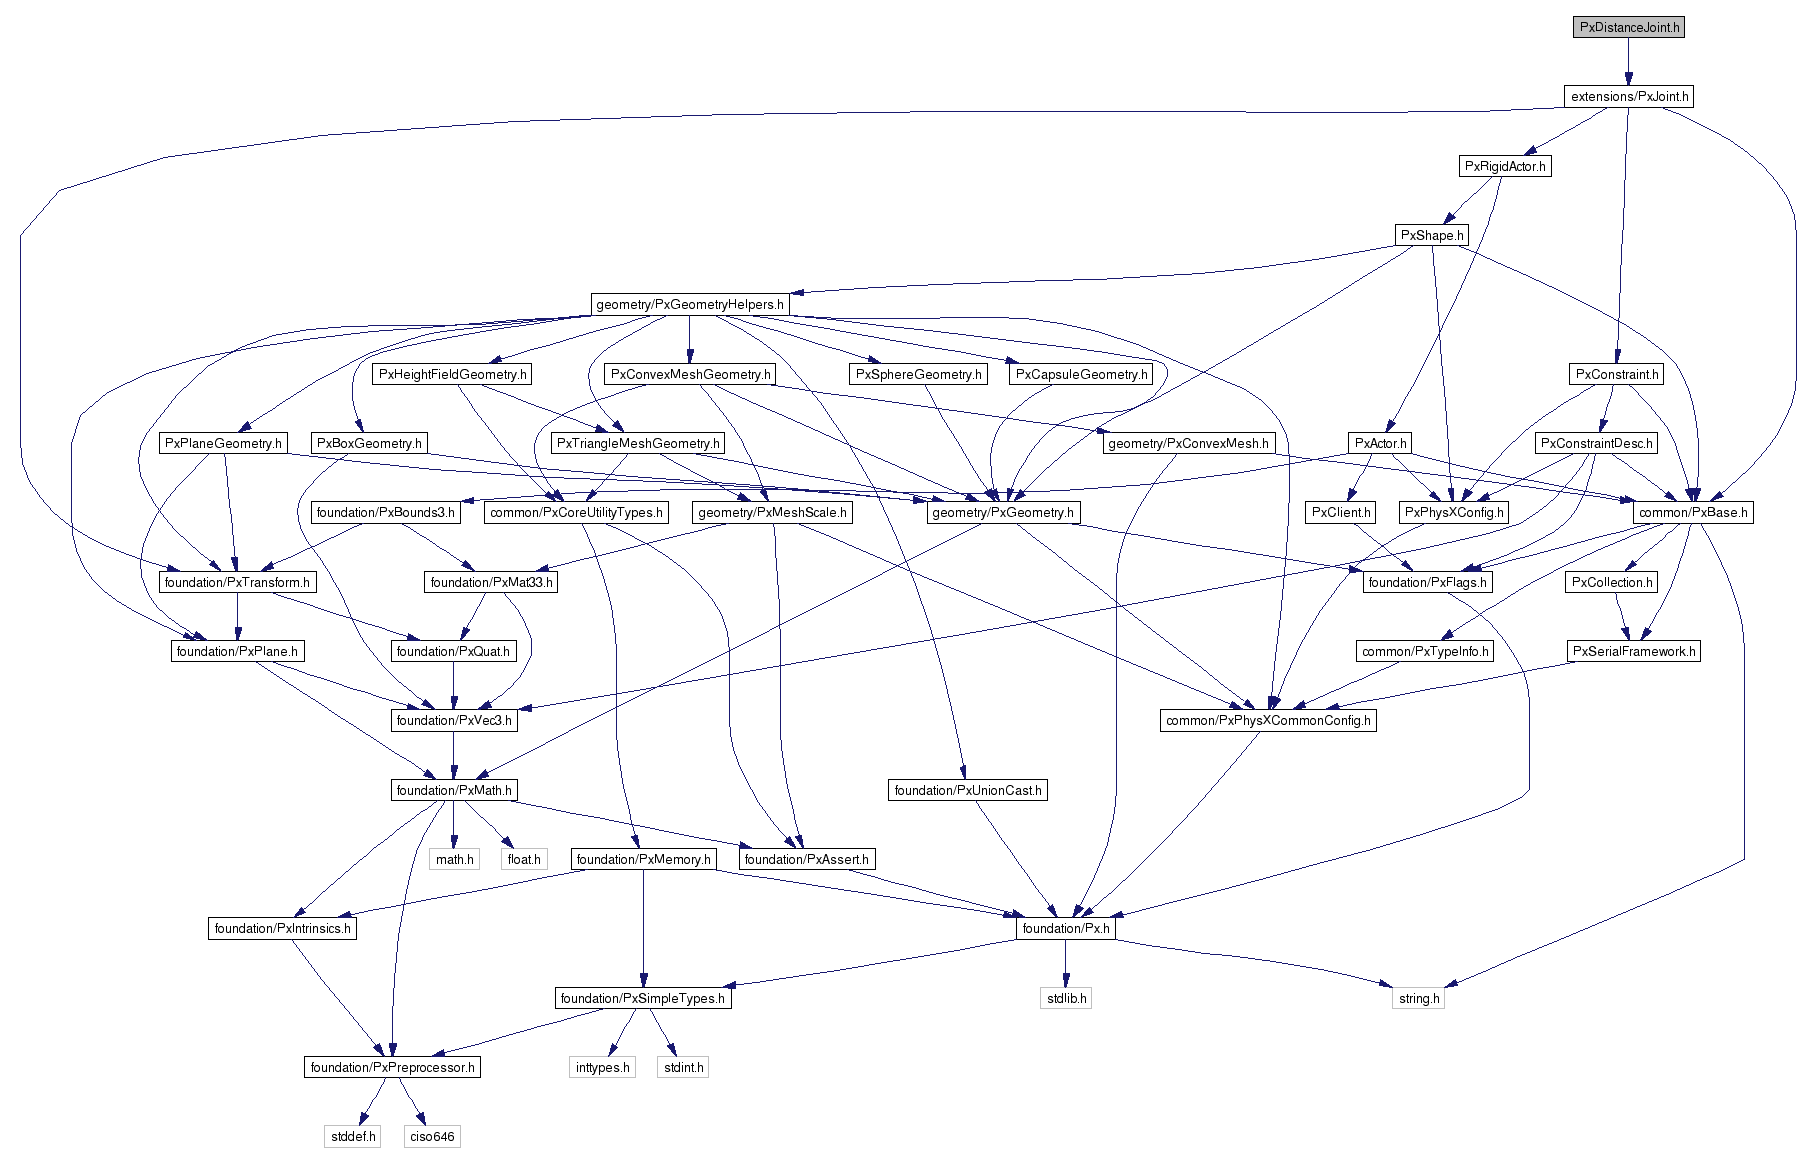 PxDistanceJoint.h
extensions/PxJoint.h
PxRigidActor.h
PxShape.h
geometry/PxGeometryHelpers.h
PxHeightFieldGeometry.h
PxConvexMeshGeometry.h
PxSphereGeometry.h
PxCapsuleGeometry.h
PxConstraint.h
PxPlaneGeometry.h
PxBoxGeometry.h
PxTriangleMeshGeometry.h
geometry/PxConvexMesh.h
PxActor.h
PxConstraintDesc.h
foundation/PxBounds3.h
common/PxCoreUtilityTypes.h
geometry/PxMeshScale.h
geometry/PxGeometry.h
PxClient.h
PxPhysXConfig.h
common/PxBase.h
foundation/PxTransform.h
foundation/PxMat33.h
foundation/PxFlags.h
PxCollection.h
foundation/PxPlane.h
foundation/PxQuat.h
common/PxTypeInfo.h
PxSerialFramework.h
foundation/PxVec3.h
common/PxPhysXCommonConfig.h
foundation/PxMath.h
foundation/PxUnionCast.h
math.h
float.h
foundation/PxMemory.h
foundation/PxAssert.h
foundation/PxIntrinsics.h
foundation/Px.h
foundation/PxSimpleTypes.h
stdlib.h
string.h
foundation/PxPreprocessor.h
inttypes.h
stdint.h
stddef.h
ciso646